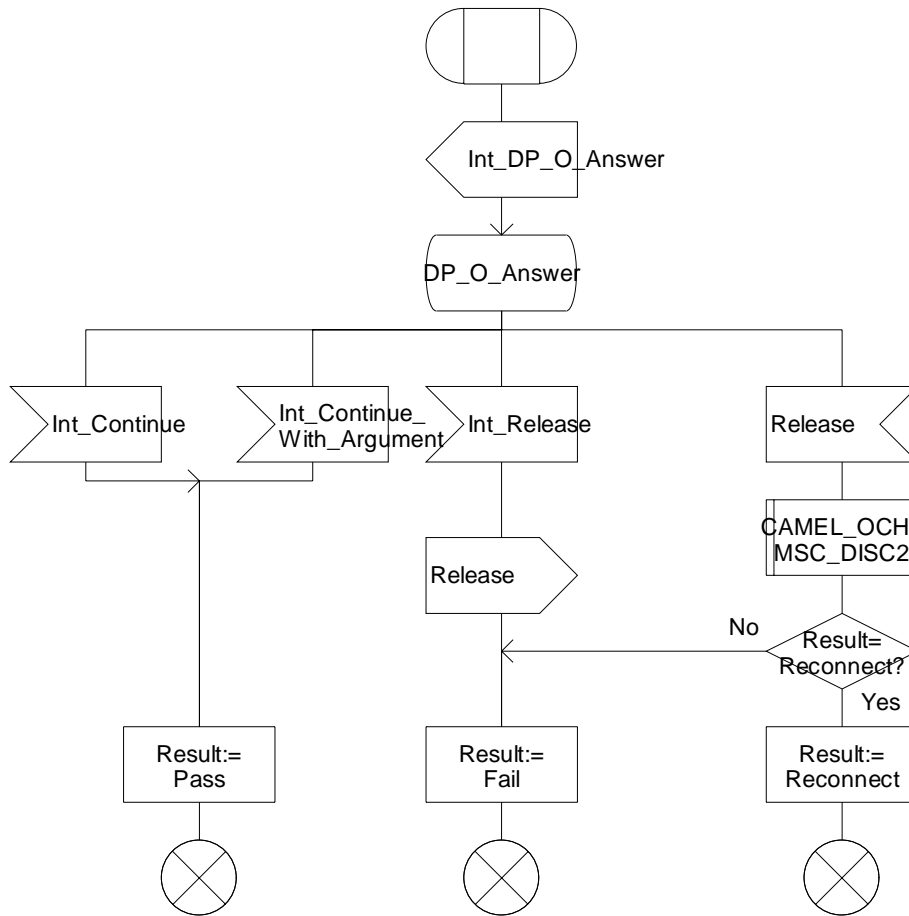 Int_DP_O_Answer
DP_O_Answer
Int_Continue
Int_Continue_
With_Argument
Int_Release
Release
CAMEL_OCH
MSC_DISC2
Release
No
Result=
Reconnect?
Yes
Result:=
Pass
Result:=
Fail
Result:=
Reconnect